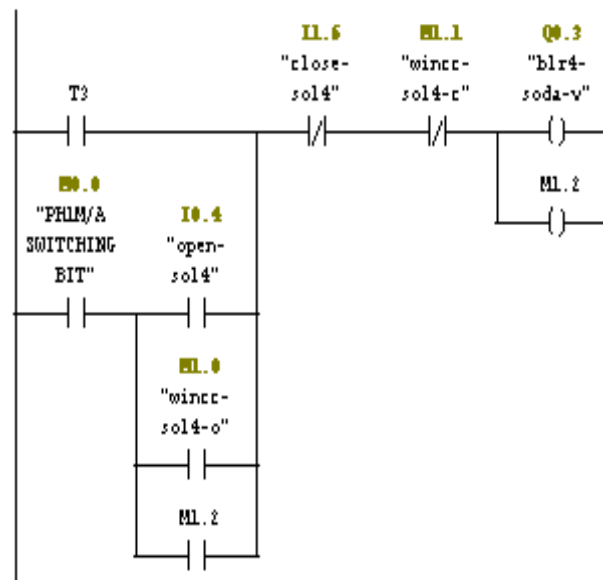 I1.6
"close-
sol4"
M1.1
"wincc-
sol4-c"
Q0.3
"blr4-
soda-v"
T3
M1.2
M0.0
"PH1M/A
SWITCHING
BIT"
I0.4
"open-
sol4"
M1.0
"wincc-
sol4-o"
M1.2